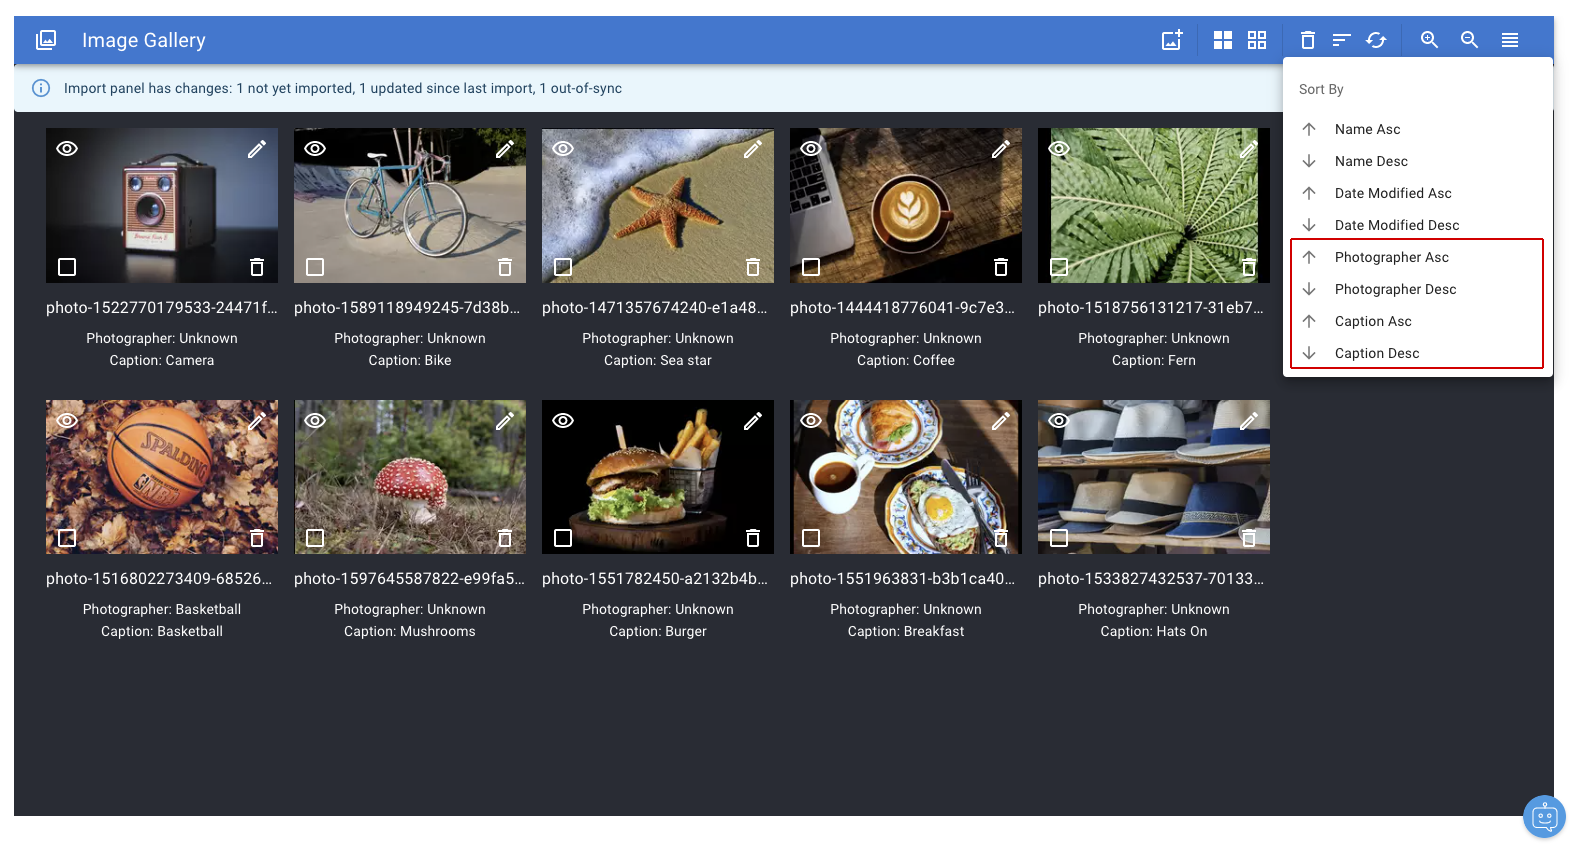 Image Gallery
Import panel has changes: 1 not yet imported, 1 updated since last import, 1 out-of-sync
Sort By
Name Asc
Name Desc
Date Modified Asc
Date Modified Desc
Photographer Asc
Photographer Desc
Caption Asc
Caption Desc
photo-1522770179533-24471f...
photo-1589118949245-7d38b...
photo-1471357674240-e1a48...
photo-1444418776041-9c7e3...
photo-1518756131217-31eb7...
Photographer: Unknown
Caption: Camera
Photographer: Unknown
Caption: Bike
Photographer: Unknown
Caption: Sea star
Photographer: Unknown
Caption: Coffee
Photographer: Unknown
Caption: Fern
SPALDING
NBA
photo-1516802273409-68526...
photo-1597645587822-e99fa5...
photo-1551782450-a2132b4b...
photo-1551963831-b3b1ca40...
photo-1533827432537-70133...
Photographer: Basketball
Caption: Basketball
Photographer: Unknown
Caption: Mushrooms
Photographer: Unknown
Caption: Burger
Photographer: Unknown
Caption: Breakfast
Photographer: Unknown
Caption: Hats On